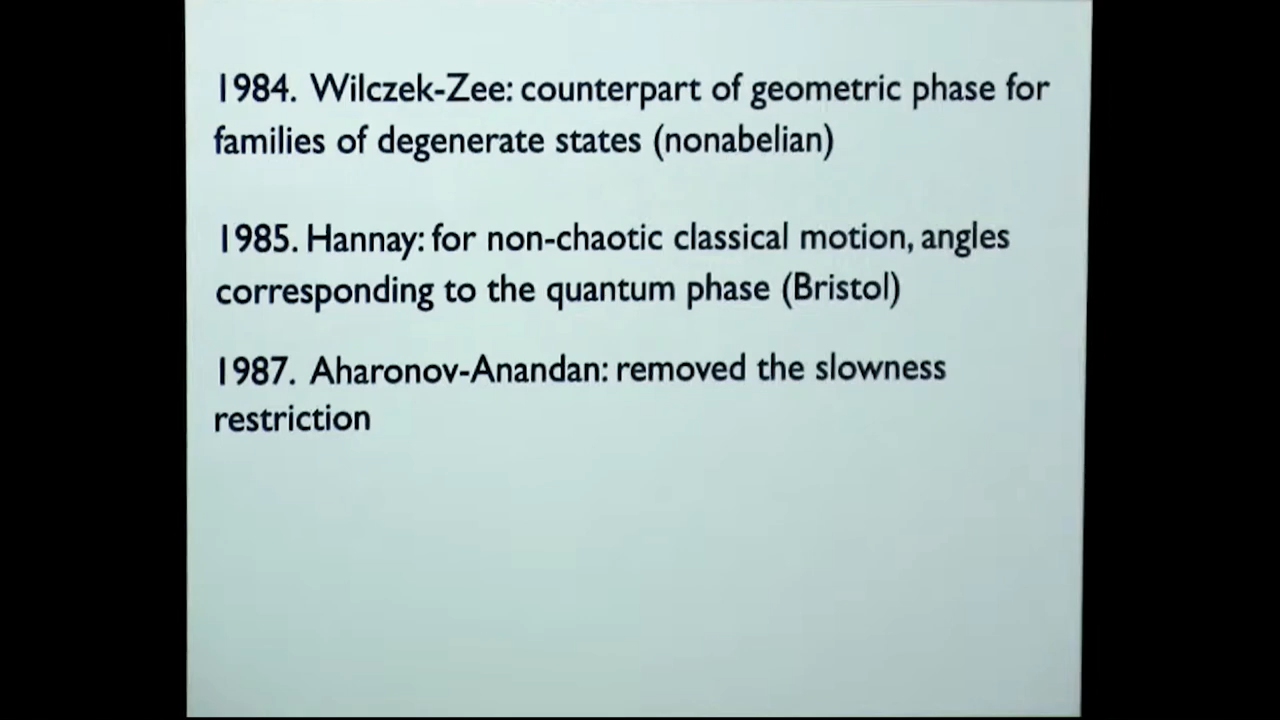 1984. Wilczek-Zee: counterpart of geometric phase for
families of degenerate states (nonabelian)
1985. Hannay: for non-chaotic classical motion, angles
corresponding to the quantum phase (Bristol)
1987. Aharonov-Anandan: removed the slowness
restriction